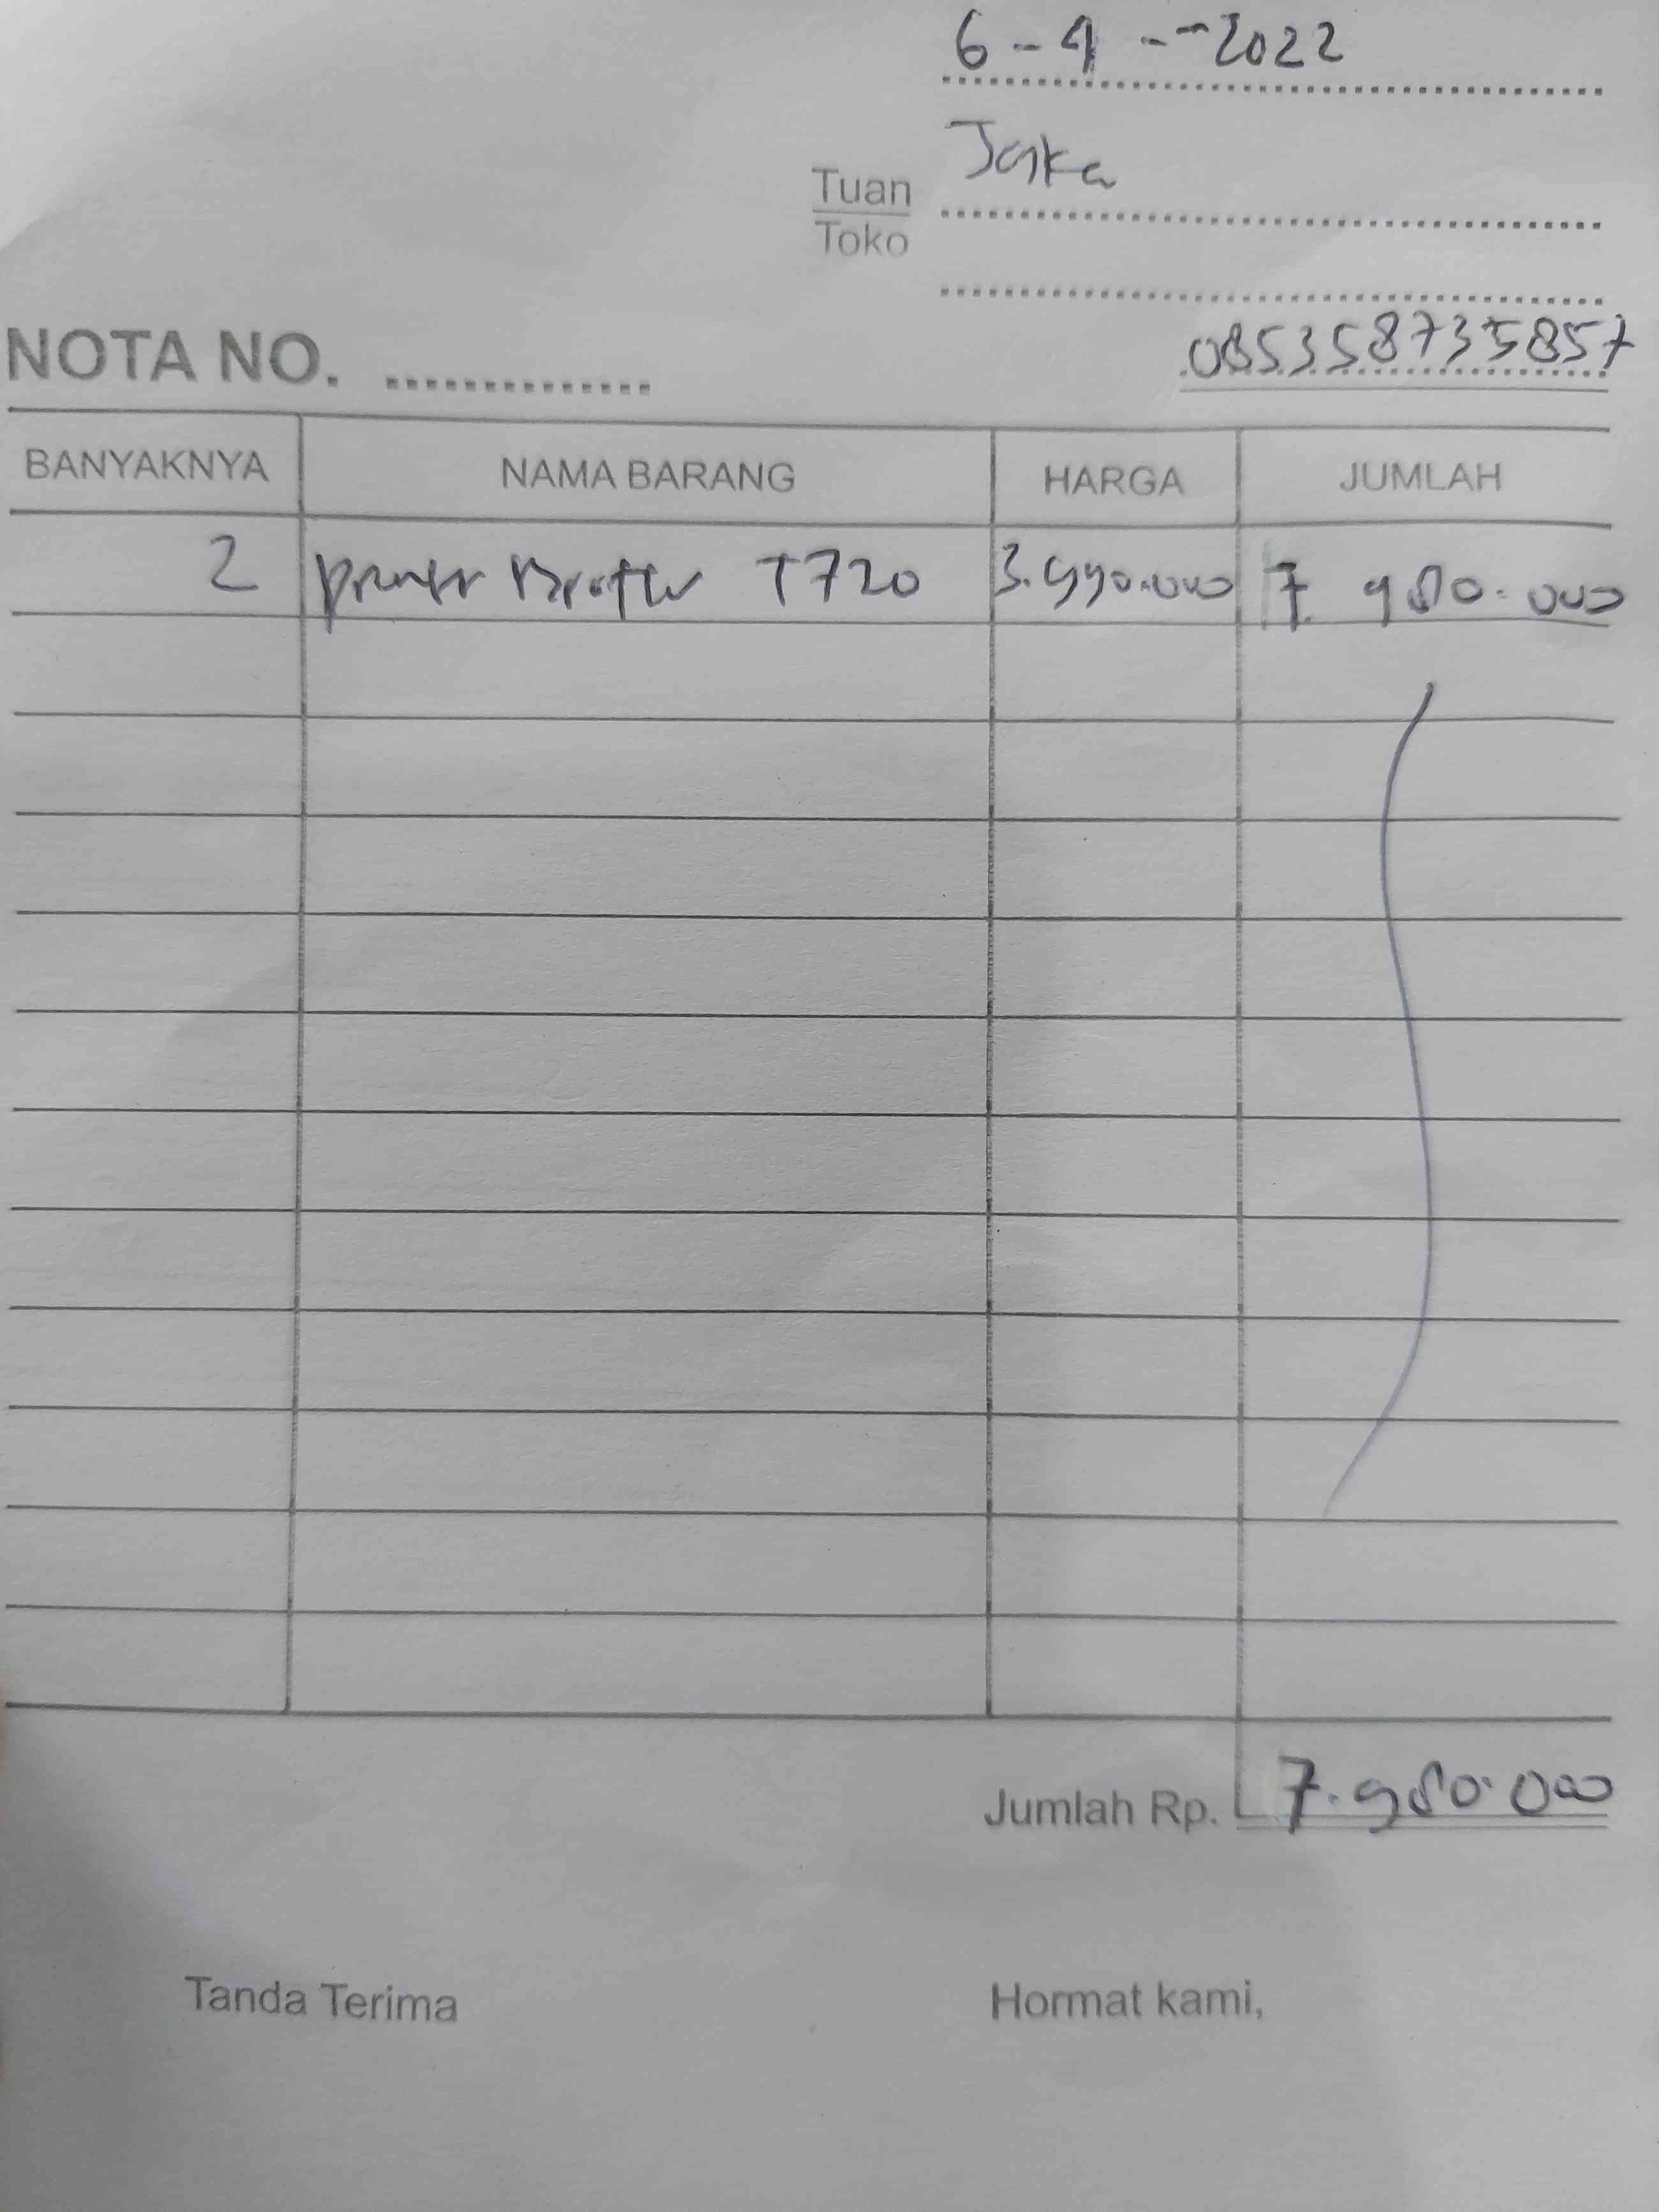 6 - 4 - - 2022
Tuan Joka
Toko
NOTA NO. ..............
085358735857
BANYAKNYA NAMA BARANG HARGA JUMLAH
2 printer Brother T720 3.990.000 7.980.000
Jumlah Rp. 7.980.000
Tanda Terima Hormat kami,